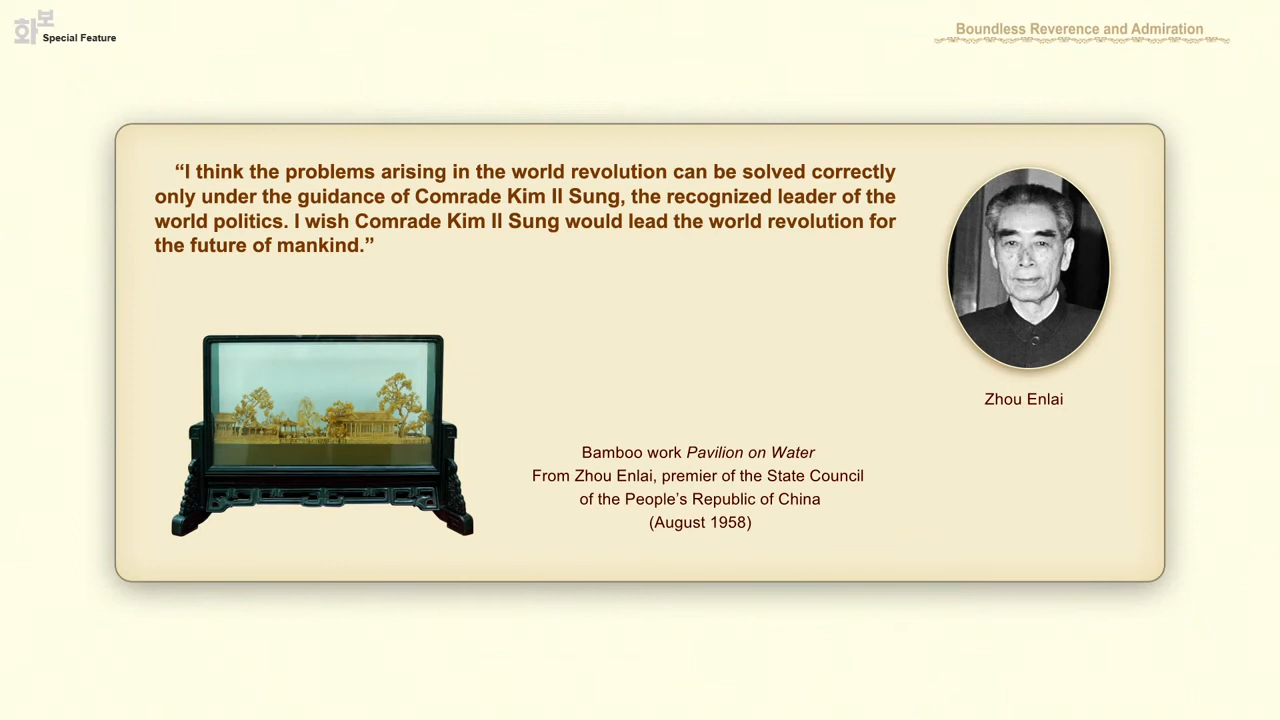 화보
Special Feature
Boundless Reverence and Admiration
“I think the problems arising in the world revolution can be solved correctly
only under the guidance of Comrade Kim Il Sung, the recognized leader of the
world politics. I wish Comrade Kim Il Sung would lead the world revolution for
the future of mankind.”
Zhou Enlai
Bamboo work Pavilion on Water
From Zhou Enlai, premier of the State Council
of the People’s Republic of China
(August 1958)